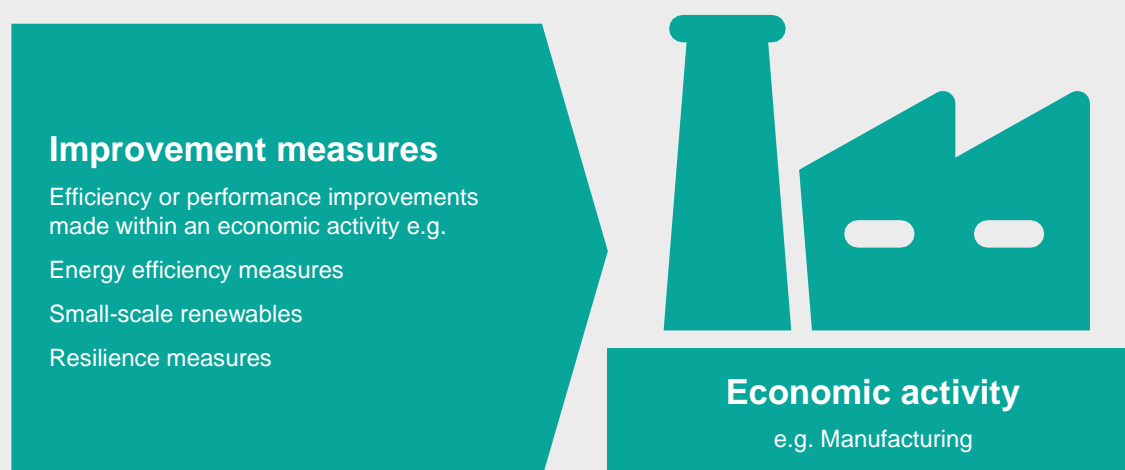 Improvement measures
Efficiency or performance improvements
made within an economic activity e.g.
Energy efficiency measures
Small-scale renewables
Resilience measures
Economic activity
e.g. Manufacturing